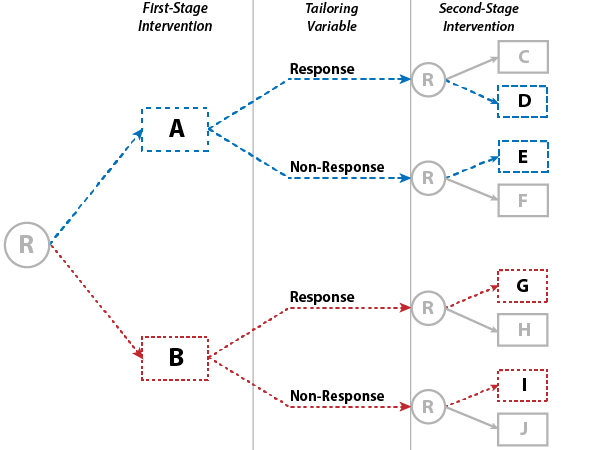 First-Stage
Intervention
Tailoring
Variable
Second-Stage
Intervention
R
A
Response
R
C
D
Non-Response
R
E
F
B
Response
R
G
H
Non-Response
R
I
J